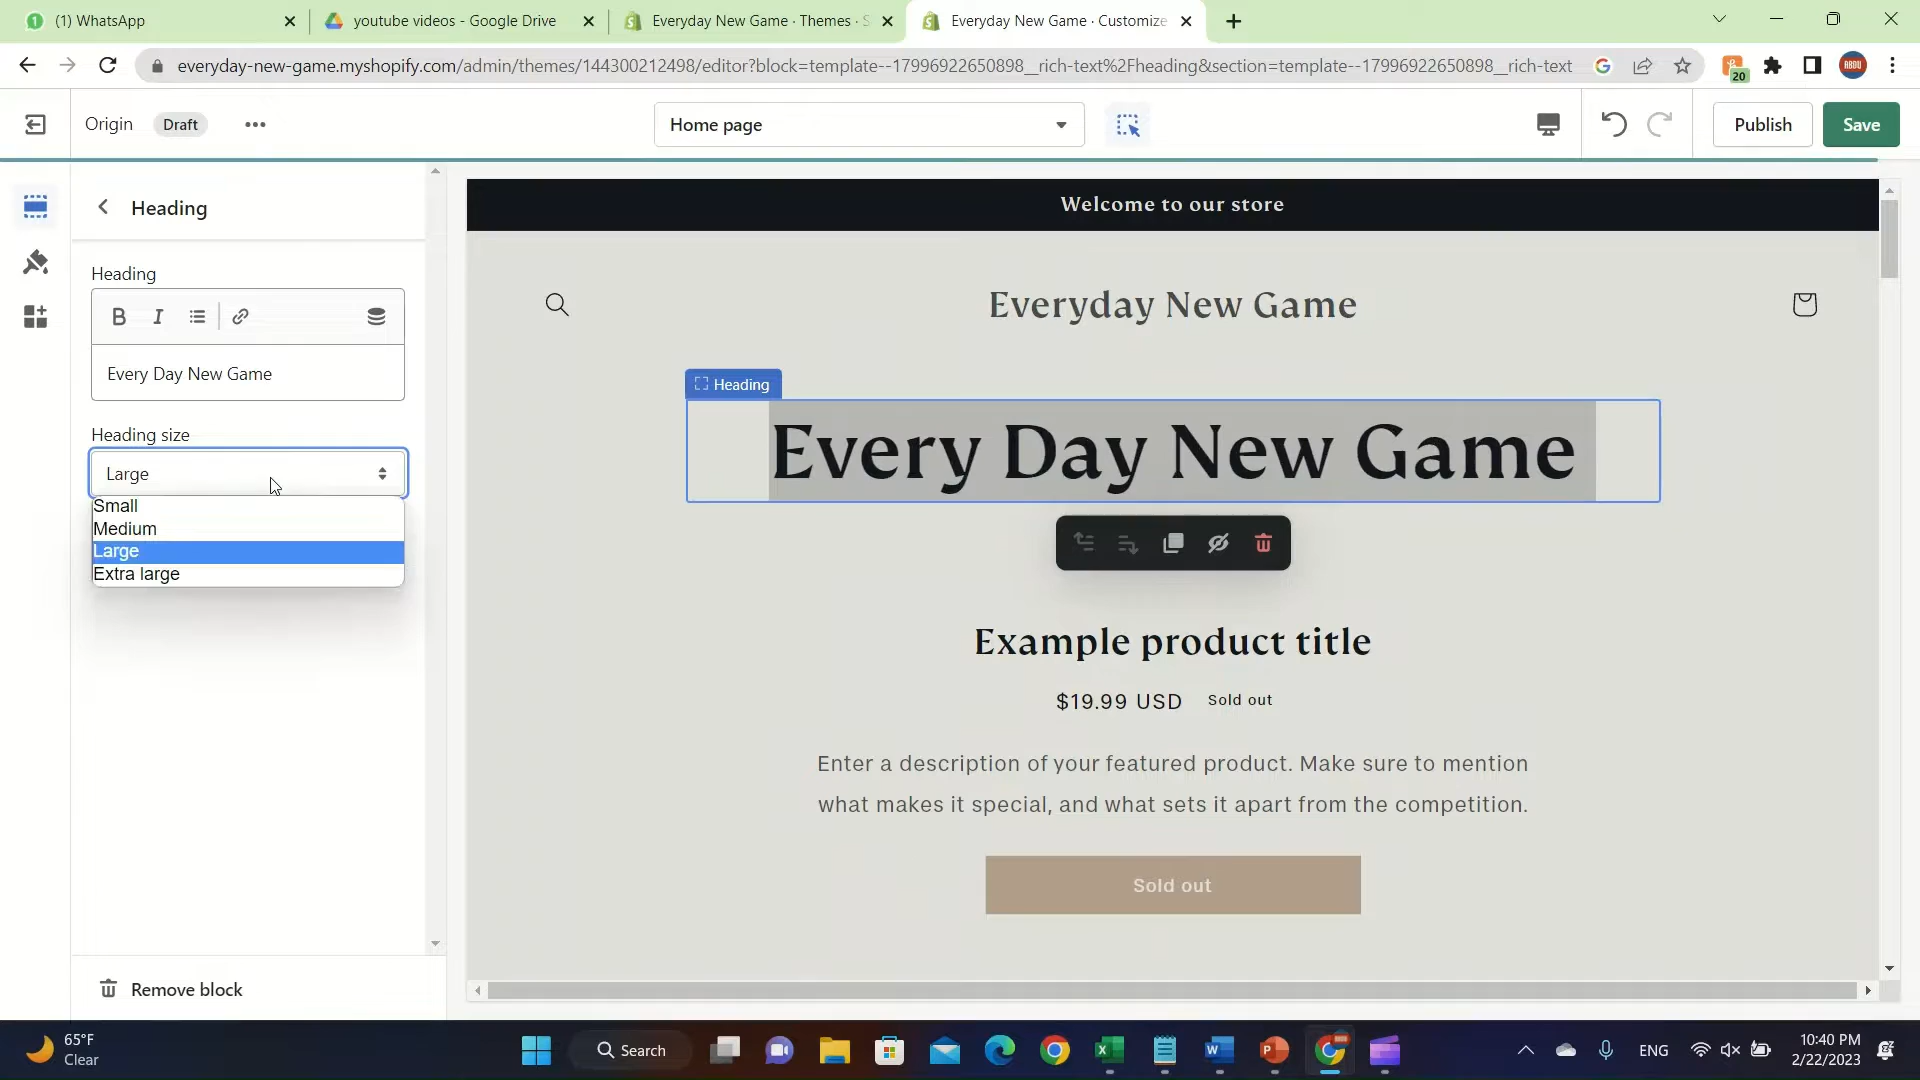 (1) WhatsApp
youtube videos - Google Drive
Everyday New Game · Themes · S
Everyday New Game · Customize
everyday-new-game.myshopify.com/admin/themes/144300212498/editor?block=template--17996922650898__rich-text%2Fheading&section=template--17996922650898__rich-text
20
ABDU
Origin
Draft
Home page
Publish
Save
Heading
Heading
B I
Every Day New Game
Heading size
Large
Small
Medium
Large
Extra large
Remove block
Welcome to our store
Everyday New Game
Heading
Every Day New Game
Example product title
$19.99 USD
Sold out
Enter a description of your featured product. Make sure to mention
what makes it special, and what sets it apart from the competition.
Sold out
65°F
Clear
Search
ENG
10:40 PM
2/22/2023